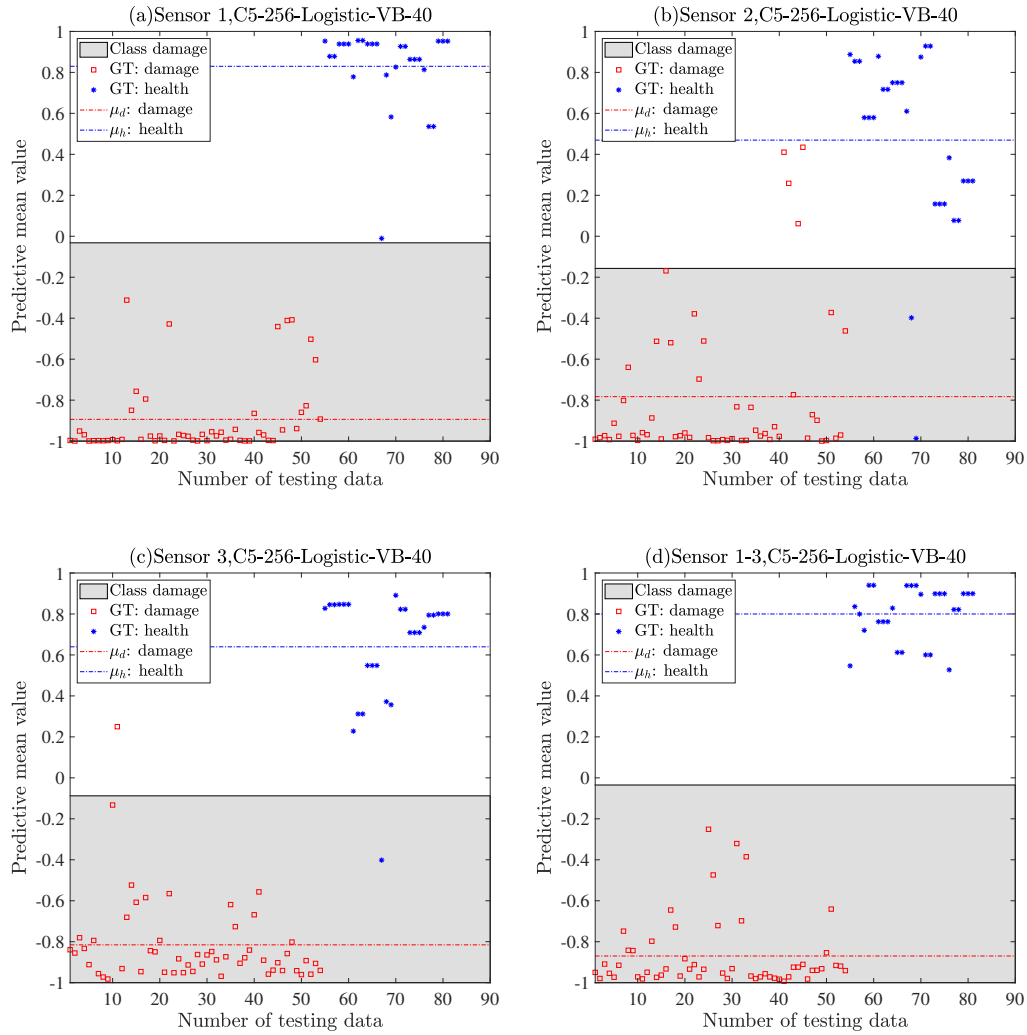 (a)Sensor 1,C5-256-Logistic-VB-40
1
0.8
0.6
0.4
0.2
0
-0.2
-0.4
-0.6
-0.8
-1
Predictive mean value
Class damage
GT: damage
GT: health
μd: damage
μh: health
10 20 30 40 50 60 70 80 90
Number of testing data
(b)Sensor 2,C5-256-Logistic-VB-40
1
0.8
0.6
0.4
0.2
0
-0.2
-0.4
-0.6
-0.8
-1
Predictive mean value
Class damage
GT: damage
GT: health
μd: damage
μh: health
10 20 30 40 50 60 70 80 90
Number of testing data
(c)Sensor 3,C5-256-Logistic-VB-40
1
0.8
0.6
0.4
0.2
0
-0.2
-0.4
-0.6
-0.8
-1
Predictive mean value
Class damage
GT: damage
GT: health
μd: damage
μh: health
10 20 30 40 50 60 70 80 90
Number of testing data
(d)Sensor 1-3,C5-256-Logistic-VB-40
1
0.8
0.6
0.4
0.2
0
-0.2
-0.4
-0.6
-0.8
-1
Predictive mean value
Class damage
GT: damage
GT: health
μd: damage
μh: health
10 20 30 40 50 60 70 80 90
Number of testing data